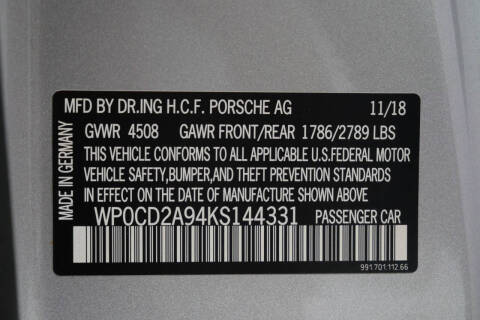 MFD BY DR.ING H.C.F. PORSCHE AG 11/18
GVWR 4508 GAWR FRONT/REAR 1786/2789 LBS
THIS VEHICLE CONFORMS TO ALL APPLICABLE U.S.FEDERAL MOTOR
VEHICLE SAFETY,BUMPER,AND THEFT PREVENTION STANDARDS
IN EFFECT ON THE DATE OF MANUFACTURE SHOWN ABOVE.
WP0CD2A94KS144331 PASSENGER CAR
991.701.112.66
MADE IN GERMANY